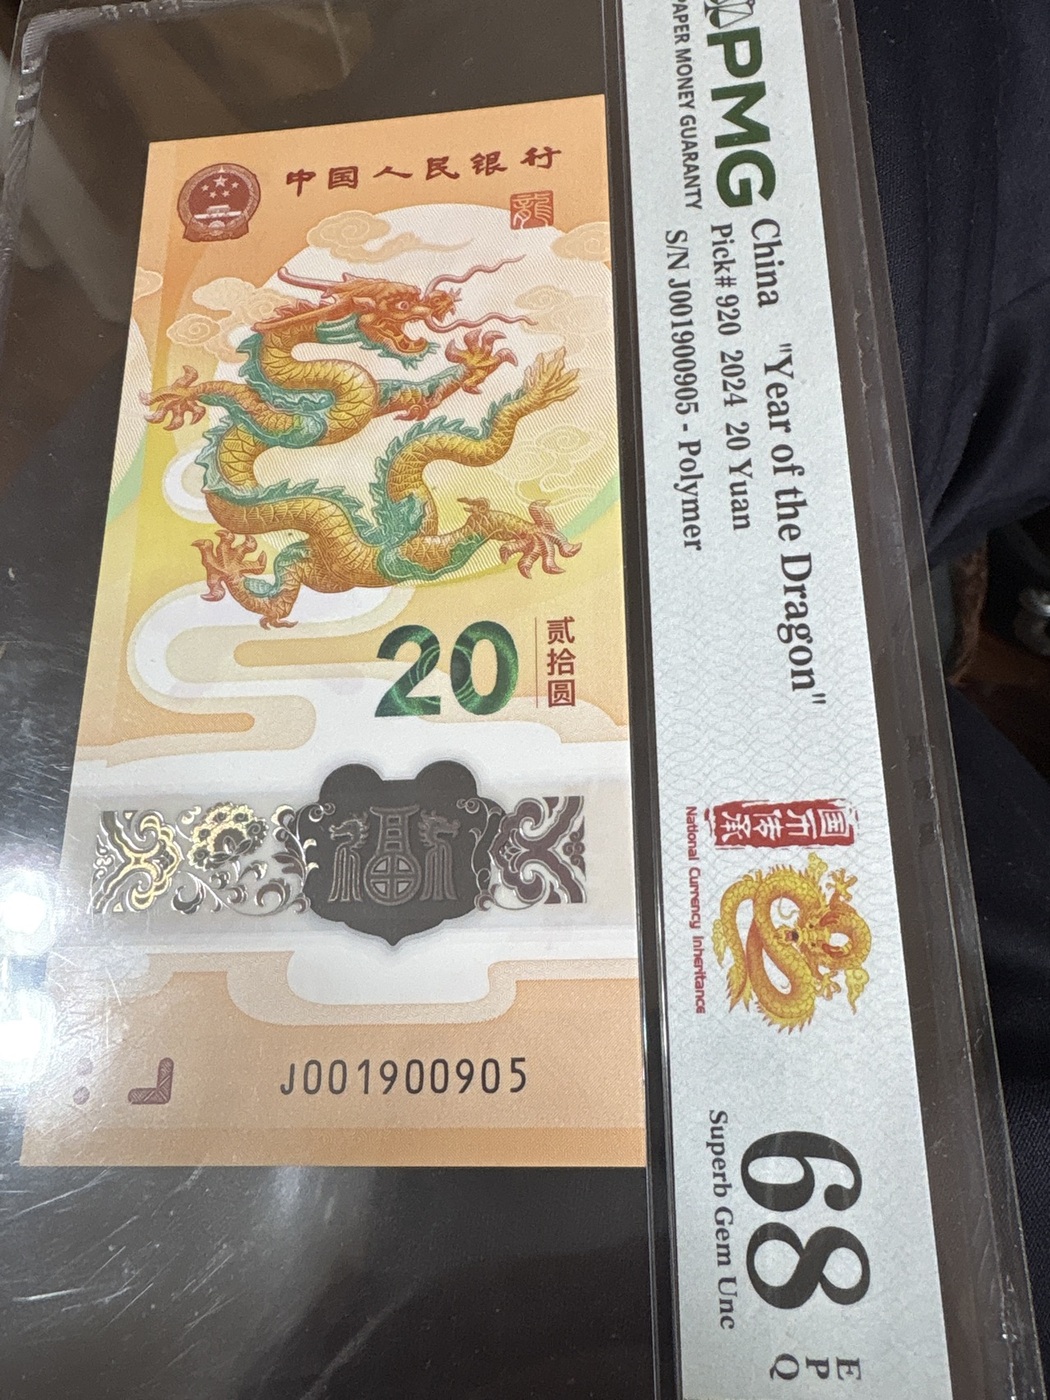 中国人民银行
龍
20
贰拾圆
J001900905
PMG
PAPER MONEY GUARANTY
China "Year of the Dragon"
Pick# 920 2024 20 Yuan
S/N J001900905 - Polymer
国币传承
National Currency Inheritance
68
Superb Gem Unc
EPQ